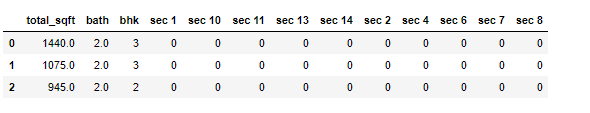 total_sqft bath bhk sec 1 sec 10 sec 11 sec 13 sec 14 sec 2 sec 4 sec 6 sec 7 sec 8
0 1440.0 2.0 3 0 0 0 0 0 0 0 0 0 0
1 1075.0 2.0 3 0 0 0 0 0 0 0 0 0 0
2 945.0 2.0 2 0 0 0 0 0 0 0 0 0 0